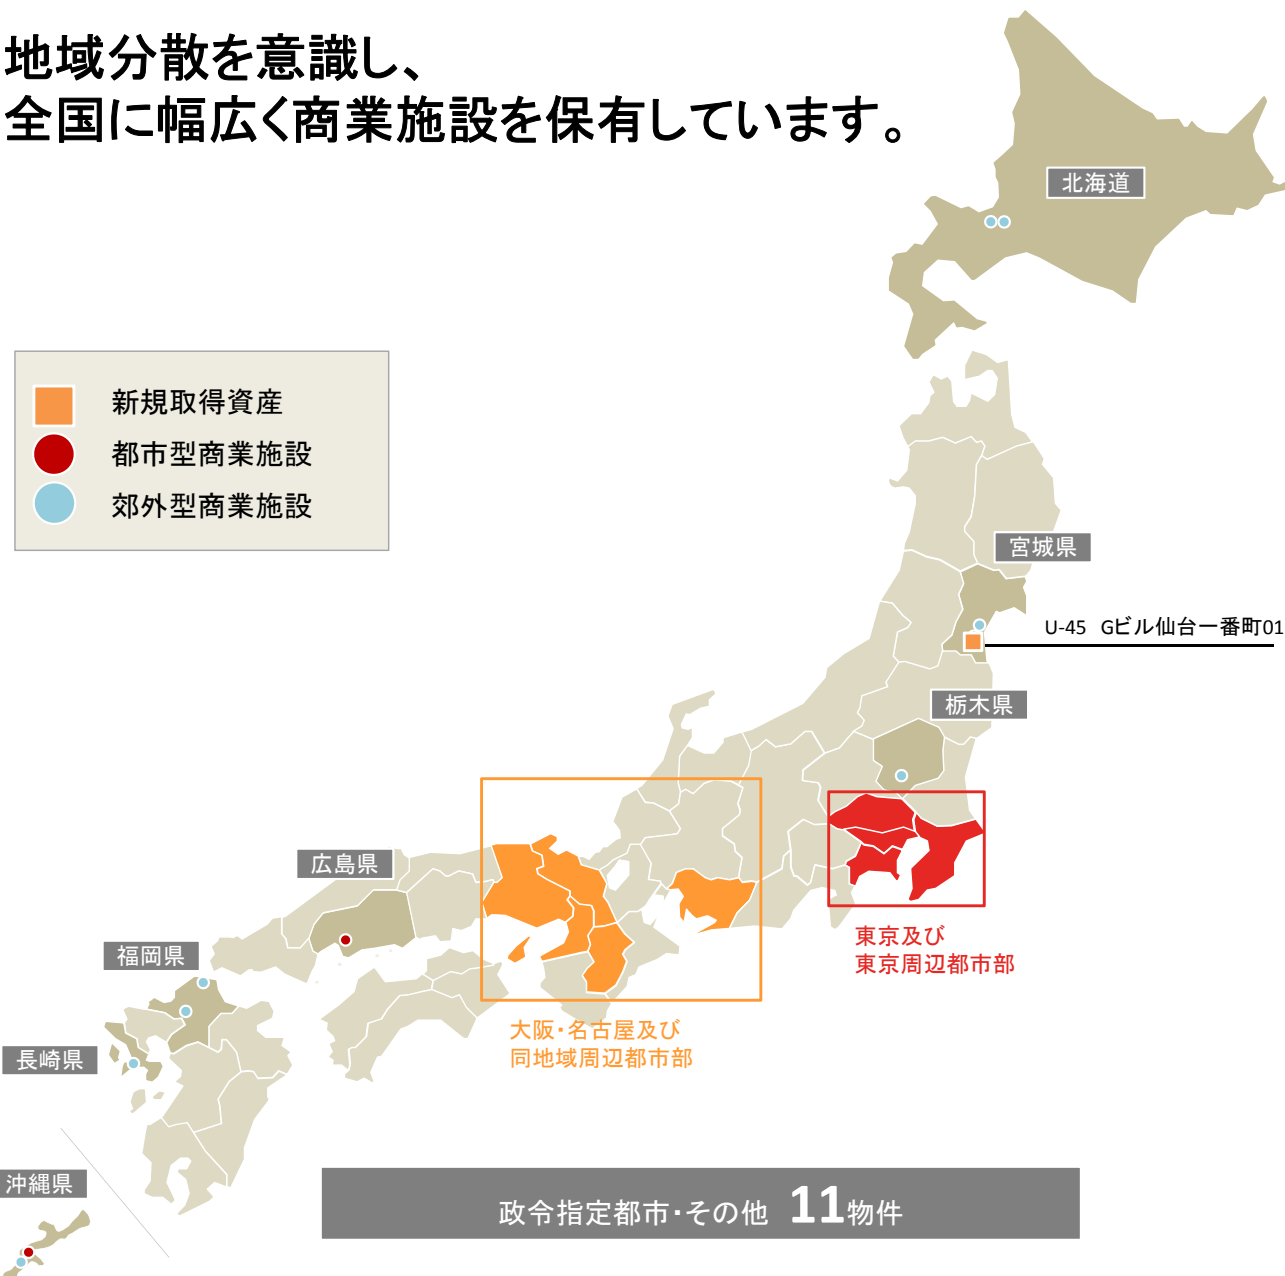 地域分散を意識し、
全国に幅広く商業施設を保有しています。
北海道
新規取得資産
都市型商業施設
郊外型商業施設
宮城県
U-45 Gビル仙台一番町01
栃木県
広島県
東京及び
東京周辺都市部
福岡県
大阪・名古屋及び
同地域周辺都市部
長崎県
沖縄県
政令指定都市・その他 11物件